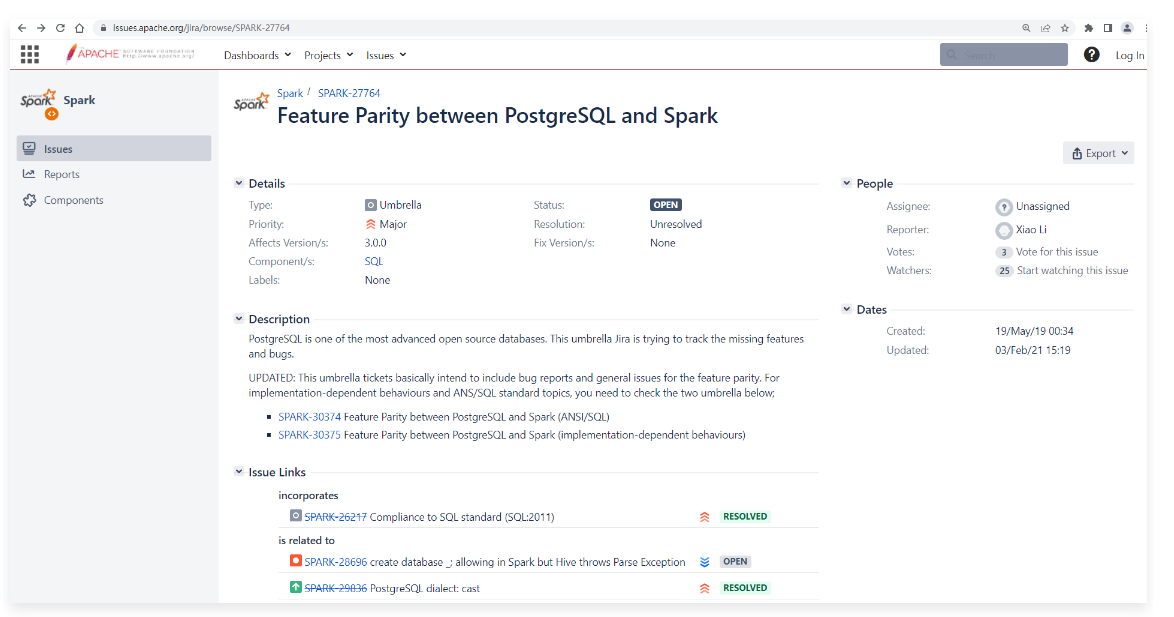 issues.apache.org/jira/browse/SPARK-27764
APACHE SOFTWARE FOUNDATION
http://www.apache.org/
Dashboards Projects Issues
Search
? Log In
APACHE
Spark Spark
Issues
Reports
Components
APACHE
Spark
Spark / SPARK-27764
Feature Parity between PostgreSQL and Spark
Export
Details
Type: Umbrella Status: OPEN
Priority: Major Resolution: Unresolved
Affects Version/s: 3.0.0 Fix Version/s: None
Component/s: SQL
Labels: None
Description
PostgreSQL is one of the most advanced open source databases. This umbrella Jira is trying to track the missing features
and bugs.
UPDATED: This umbrella tickets basically intend to include bug reports and general issues for the feature parity. For
implementation-dependent behaviours and ANS/SQL standard topics, you need to check the two umbrella below;
SPARK-30374 Feature Parity between PostgreSQL and Spark (ANSI/SQL)
SPARK-30375 Feature Parity between PostgreSQL and Spark (implementation-dependent behaviours)
Issue Links
incorporates
SPARK-26217 Compliance to SQL standard (SQL:2011) RESOLVED
is related to
SPARK-28696 create database _; allowing in Spark but Hive throws Parse Exception OPEN
SPARK-29836 PostgreSQL dialect: cast RESOLVED
People
Assignee: Unassigned
Reporter: Xiao Li
Votes: 3 Vote for this issue
Watchers: 25 Start watching this issue
Dates
Created: 19/May/19 00:34
Updated: 03/Feb/21 15:19